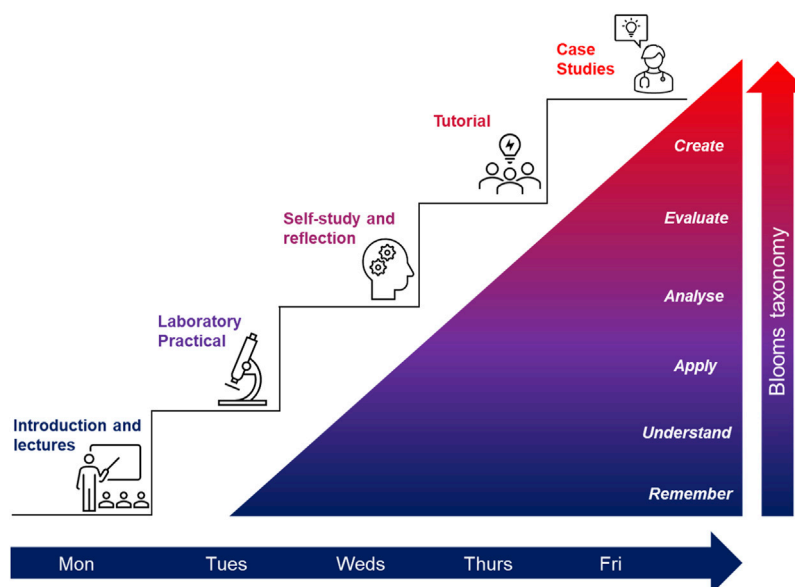 Case
Studies
Tutorial
Self-study and
reflection
Laboratory
Practical
Introduction and
lectures
Create
Evaluate
Analyse
Apply
Understand
Remember
Blooms taxonomy
Mon Tues Weds Thurs Fri